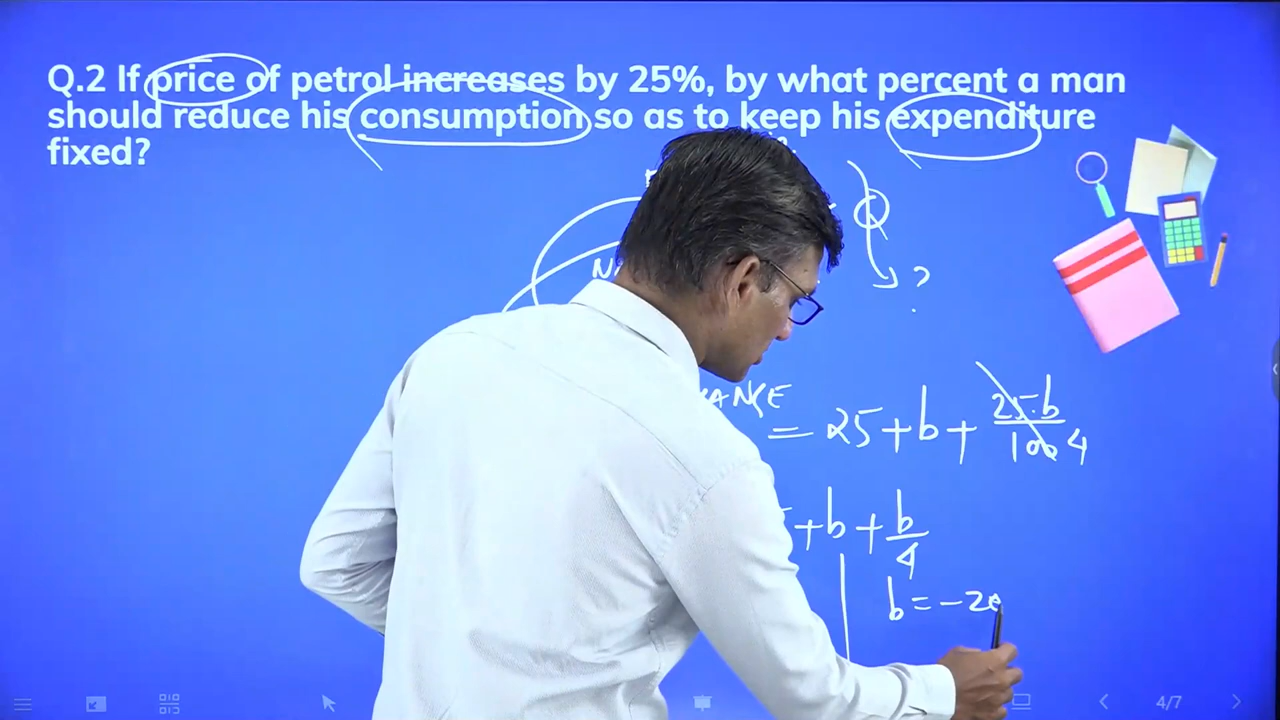 Q.2 If price of petrol increases by 25%, by what percent a man
should reduce his consumption so as to keep his expenditure
fixed?
Q
?
= 25+b+ 25·b/100 4
+b+ b/4
b=-20
4/7